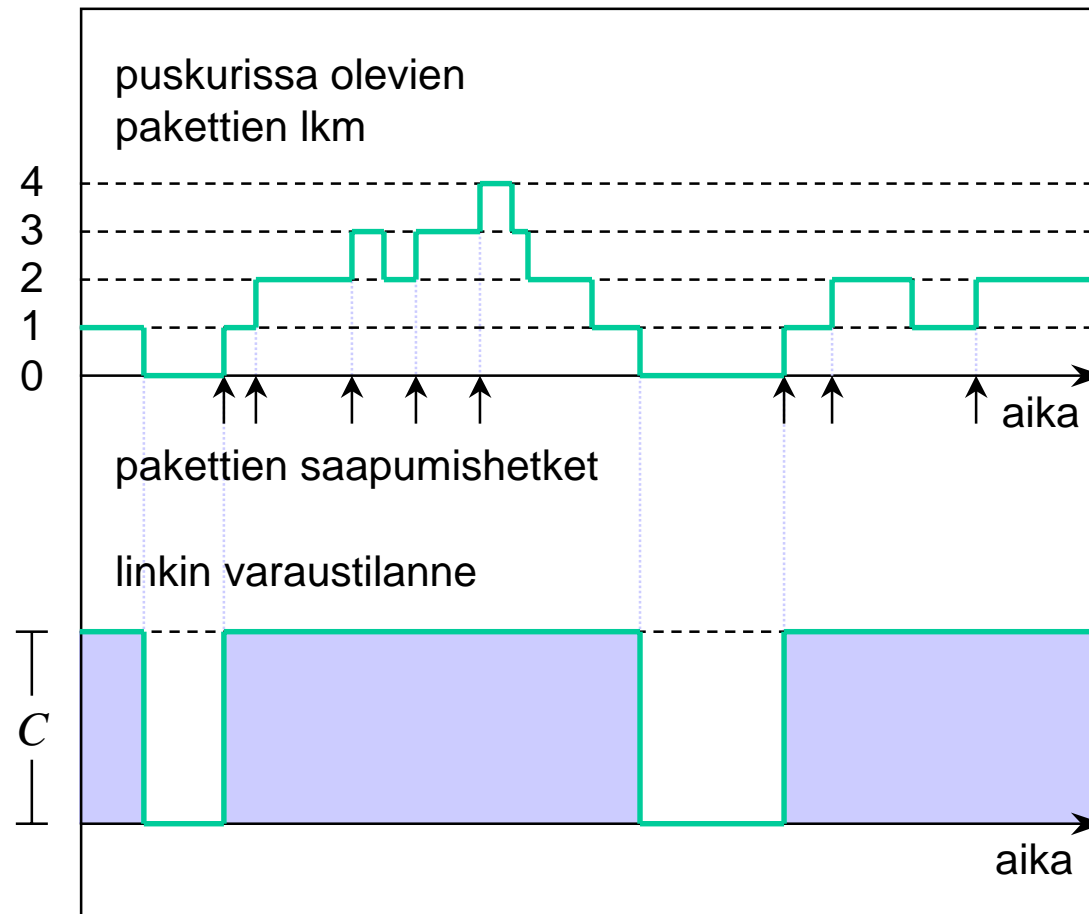 puskurissa olevien
pakettien lkm
4
3
2
1
0
aika
pakettien saapumishetket
linkin varaustilanne
C
aika